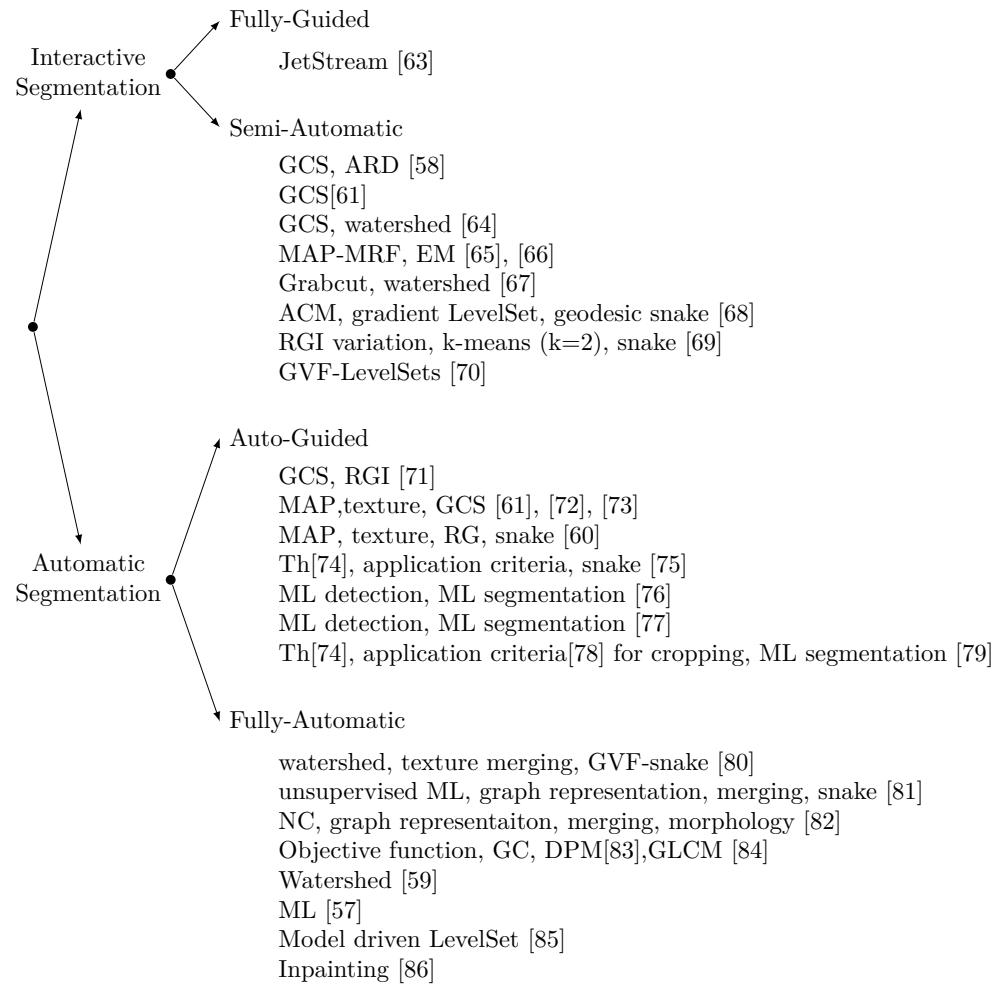 Fully-Guided
Interactive
Segmentation
JetStream [63]
Semi-Automatic
GCS, ARD [58]
GCS[61]
GCS, watershed [64]
MAP-MRF, EM [65], [66]
Grabcut, watershed [67]
ACM, gradient LevelSet, geodesic snake [68]
RGI variation, k-means (k=2), snake [69]
GVF-LevelSets [70]
Auto-Guided
GCS, RGI [71]
MAP,texture, GCS [61], [72], [73]
MAP, texture, RG, snake [60]
Automatic
Segmentation
Th[74], application criteria, snake [75]
ML detection, ML segmentation [76]
ML detection, ML segmentation [77]
Th[74], application criteria[78] for cropping, ML segmentation [79]
Fully-Automatic
watershed, texture merging, GVF-snake [80]
unsupervised ML, graph representation, merging, snake [81]
NC, graph representaiton, merging, morphology [82]
Objective function, GC, DPM[83],GLCM [84]
Watershed [59]
ML [57]
Model driven LevelSet [85]
Inpainting [86]